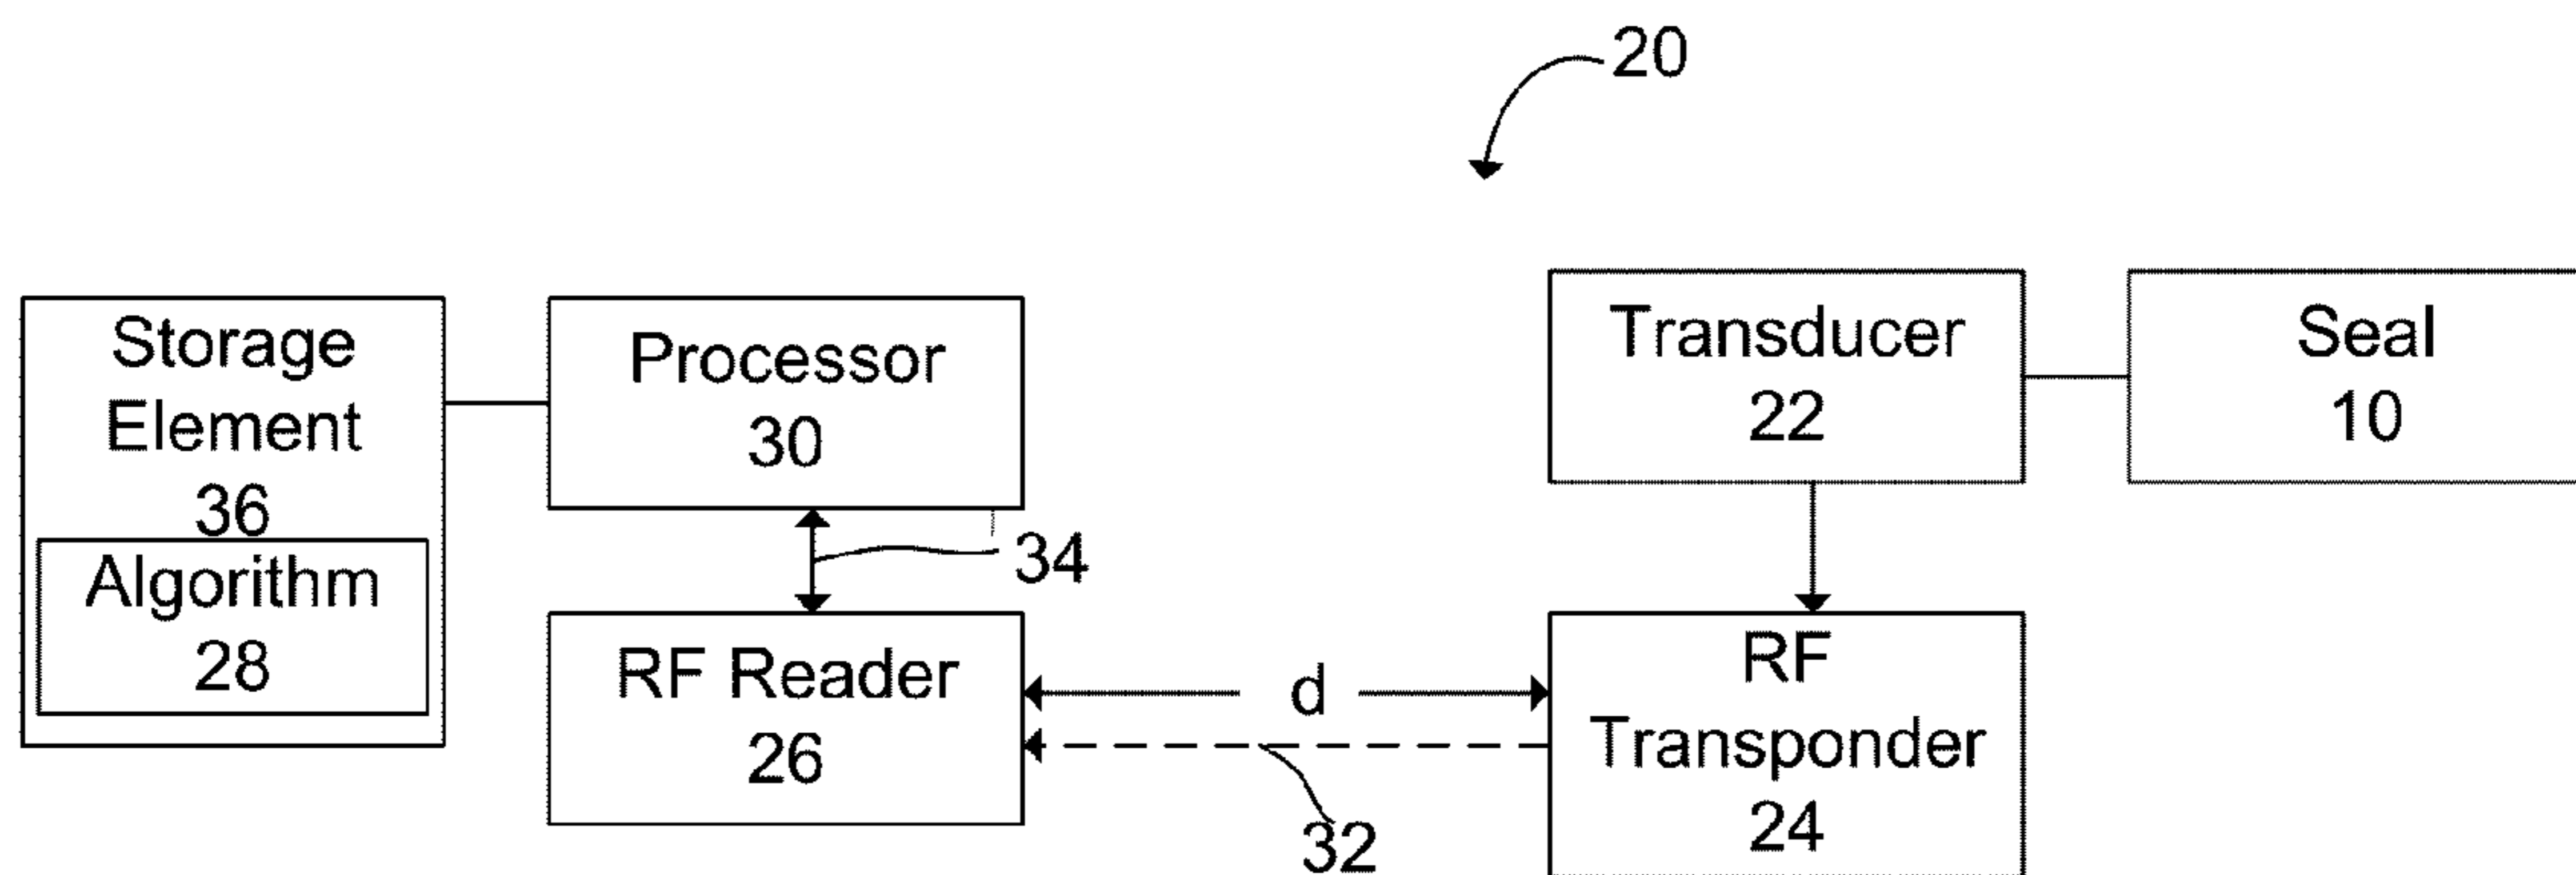 20
Storage
Element
36
Algorithm
28
Processor
30
34
RF Reader
26
d
32
Transducer
22
Seal
10
RF
Transponder
24